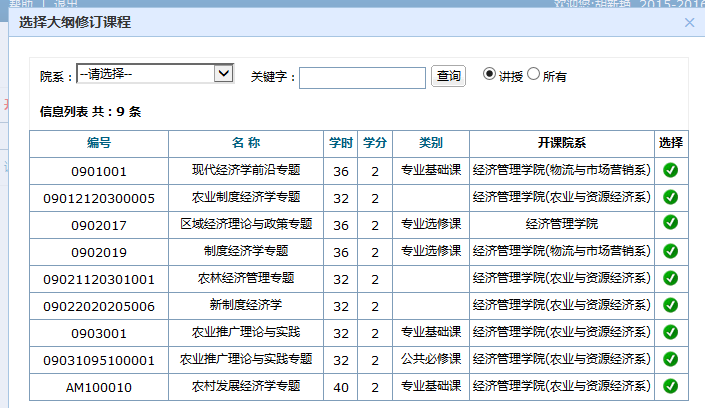 帮助 | 退出 欢迎您:胡新艳 2015-2016
选择大纲修订课程
院系: --请选择-- 关键字: 查询 讲授 所有
信息列表 共:9 条
编号 名 称 学时 学分 类别 开课院系 选择
0901001 现代经济学前沿专题 36 2 专业基础课 经济管理学院(物流与市场营销系)
09012120300005 农业制度经济学专题 32 2 经济管理学院(农业与资源经济系)
0902017 区域经济理论与政策专题 36 2 专业选修课 经济管理学院
0902019 制度经济学专题 36 2 专业选修课 经济管理学院(物流与市场营销系)
09021120301001 农林经济管理专题 32 2 经济管理学院(农业与资源经济系)
09022020205006 新制度经济学 32 2 经济管理学院(农业与资源经济系)
0903001 农业推广理论与实践 32 2 专业基础课 经济管理学院(农业与资源经济系)
09031095100001 农业推广理论与实践专题 32 2 公共必修课 经济管理学院(农业与资源经济系)
AM100010 农村发展经济学专题 40 2 专业基础课 经济管理学院(农业与资源经济系)